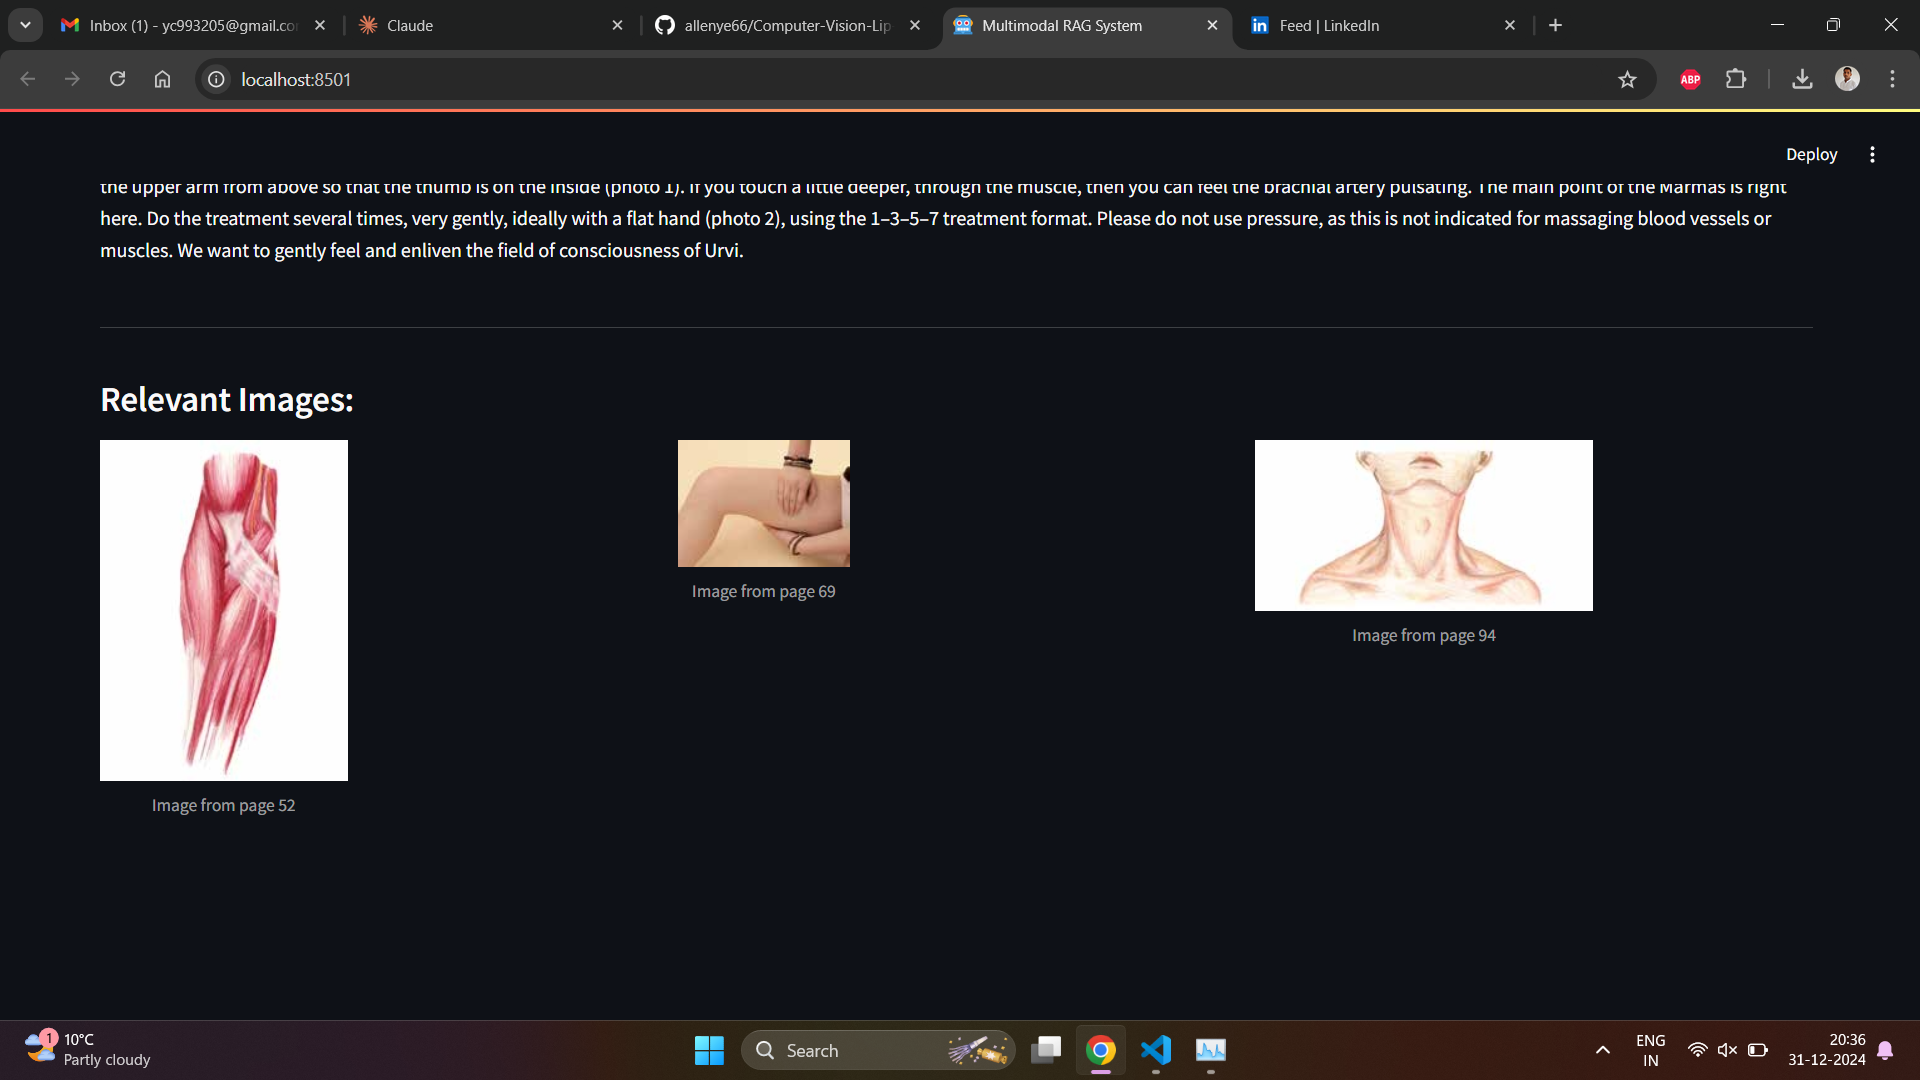 Inbox (1) - yc993205@gmail.co
Claude
allenye66/Computer-Vision-Lip
Multimodal RAG System
Feed | LinkedIn
localhost:8501
ABP
Deploy
the upper arm from above so that the thumb is on the inside (photo 1). If you touch a little deeper, through the muscle, then you can feel the brachial artery pulsating. The main point of the Marmas is right
here. Do the treatment several times, very gently, ideally with a flat hand (photo 2), using the 1–3–5–7 treatment format. Please do not use pressure, as this is not indicated for massaging blood vessels or
muscles. We want to gently feel and enliven the field of consciousness of Urvi.
Relevant Images:
Image from page 52
Image from page 69
Image from page 94
1
10°C
Partly cloudy
Search
ENG
IN
20:36
31-12-2024